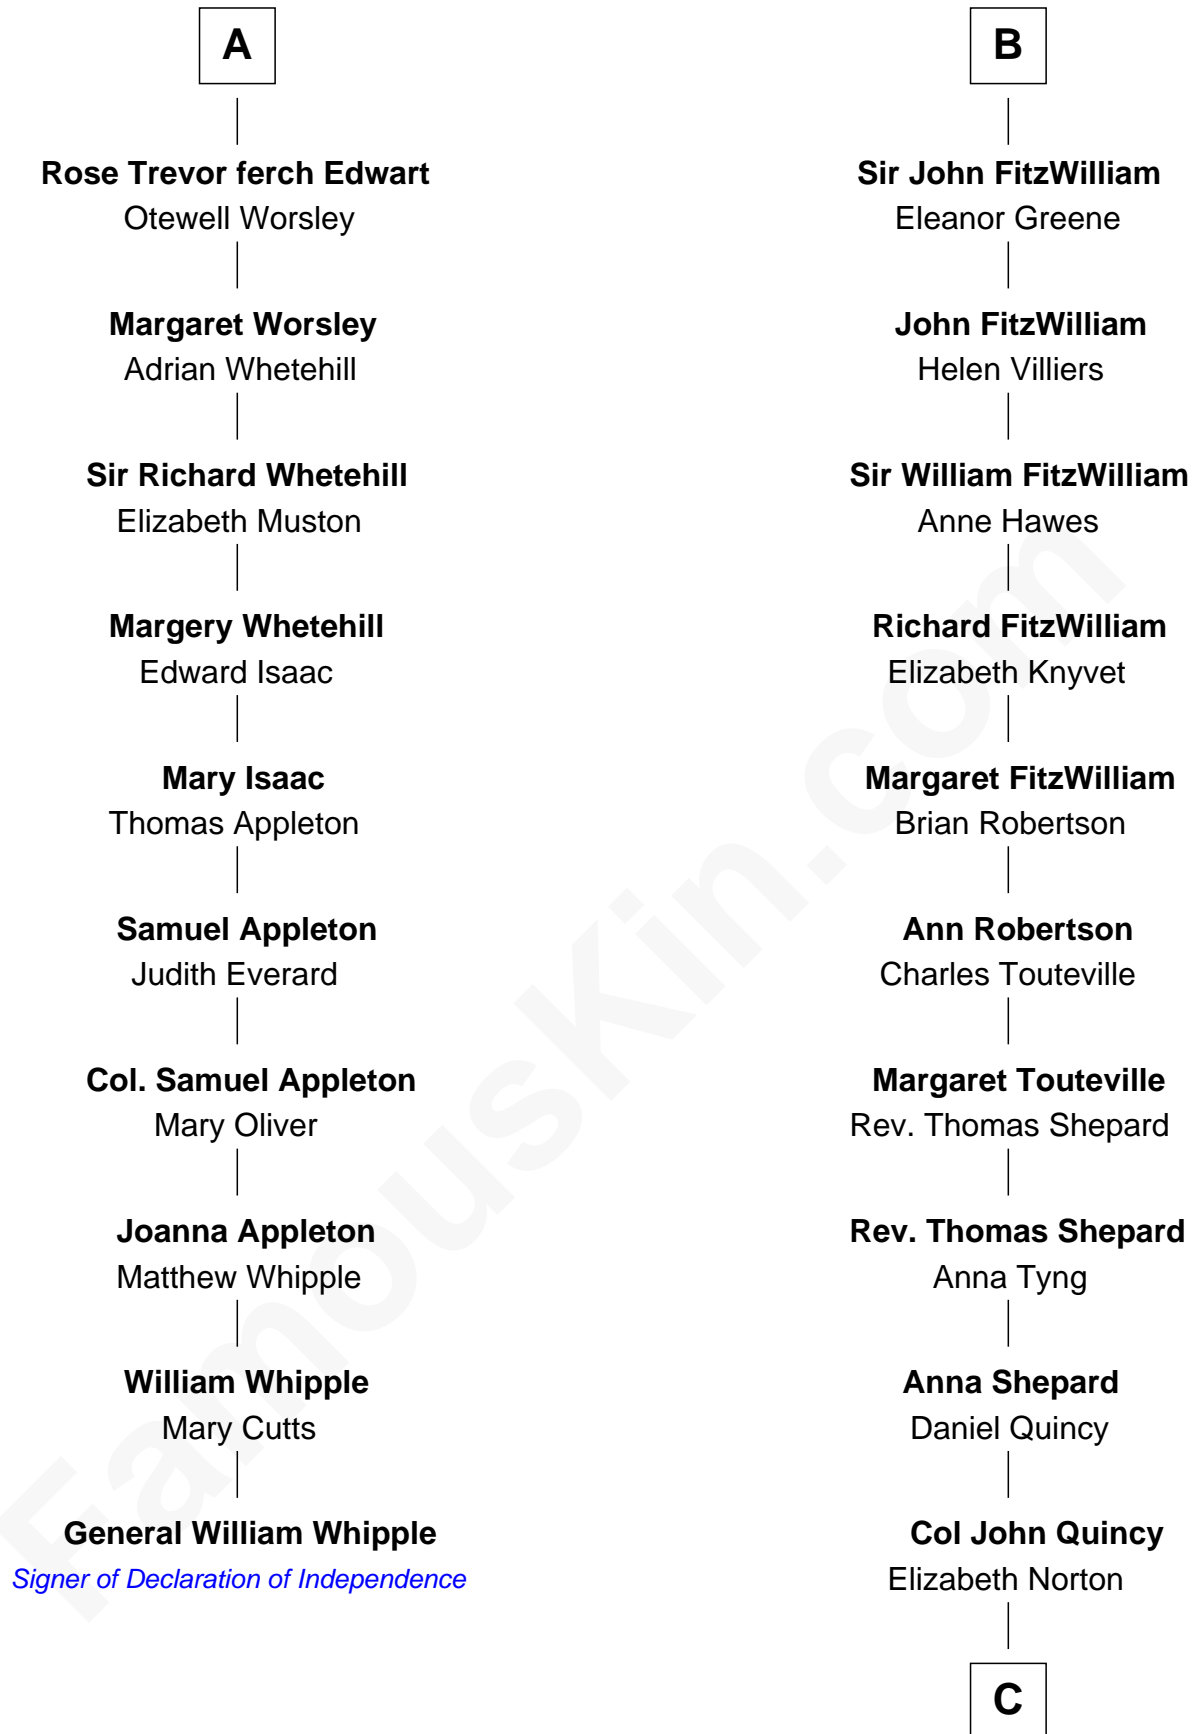 A
Rose Trevor ferch Edwart
Otewell Worsley
Margaret Worsley
Adrian Whetehill
Sir Richard Whetehill
Elizabeth Muston
Margery Whetehill
Edward Isaac
Mary Isaac
Thomas Appleton
Samuel Appleton
Judith Everard
Col. Samuel Appleton
Mary Oliver
Joanna Appleton
Matthew Whipple
William Whipple
Mary Cutts
General William Whipple
Signer of Declaration of Independence
B
Sir John FitzWilliam
Eleanor Greene
John FitzWilliam
Helen Villiers
Sir William FitzWilliam
Anne Hawes
Richard FitzWilliam
Elizabeth Knyvet
Margaret FitzWilliam
Brian Robertson
Ann Robertson
Charles Touteville
Margaret Touteville
Rev. Thomas Shepard
Rev. Thomas Shepard
Anna Tyng
Anna Shepard
Daniel Quincy
Col John Quincy
Elizabeth Norton
C
FamousKin.com